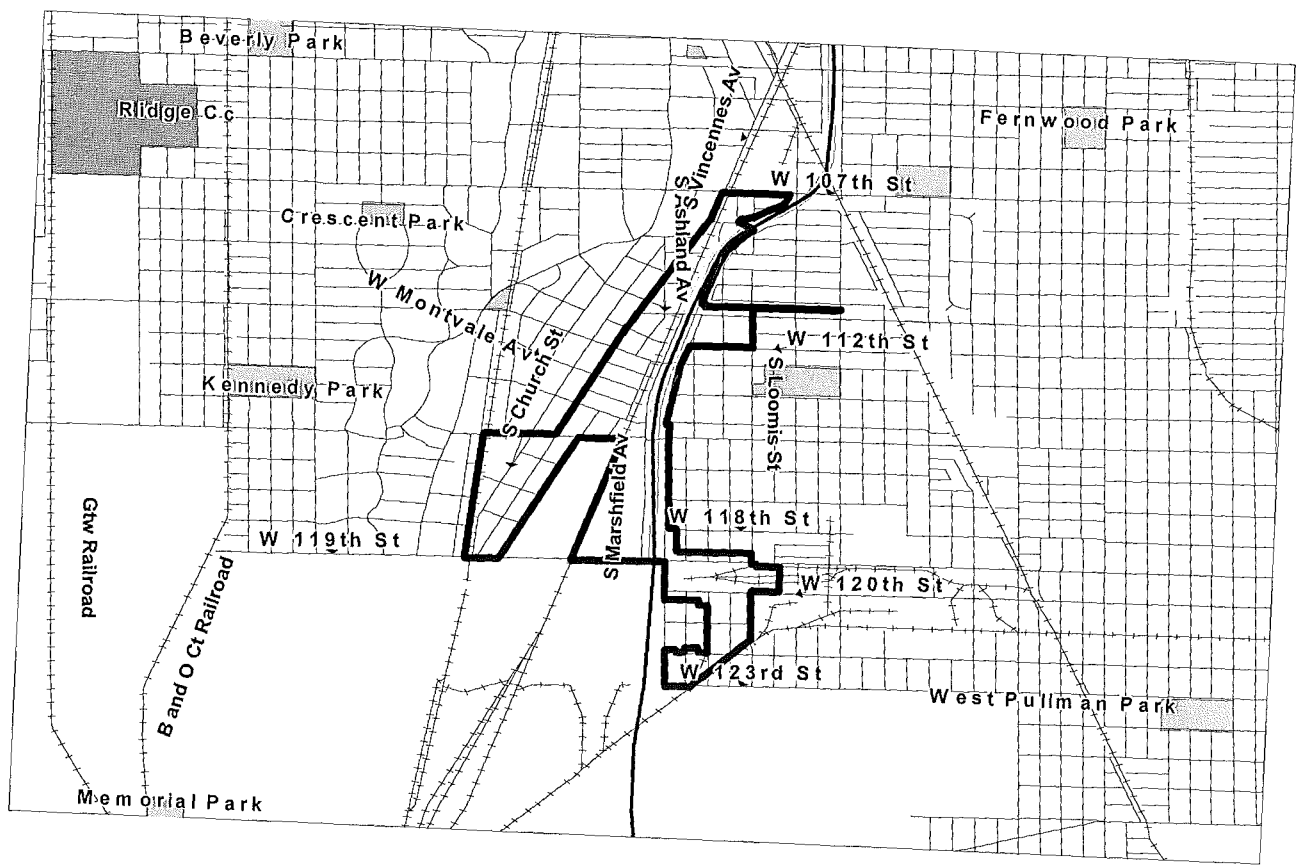 Beverly Park
Ridge Cc
S Vincennes Av
Fernwood Park
W 107th St
S Ashland Av
Crescent Park
W Montvale Av
W 112th St
S Church St
S Loomis St
Kennedy Park
S Marshfield Av
Gtw Railroad
W 118th St
W 119th St
B and O Ct Railroad
W 120th St
W 123rd St
West Pullman Park
Memorial Park